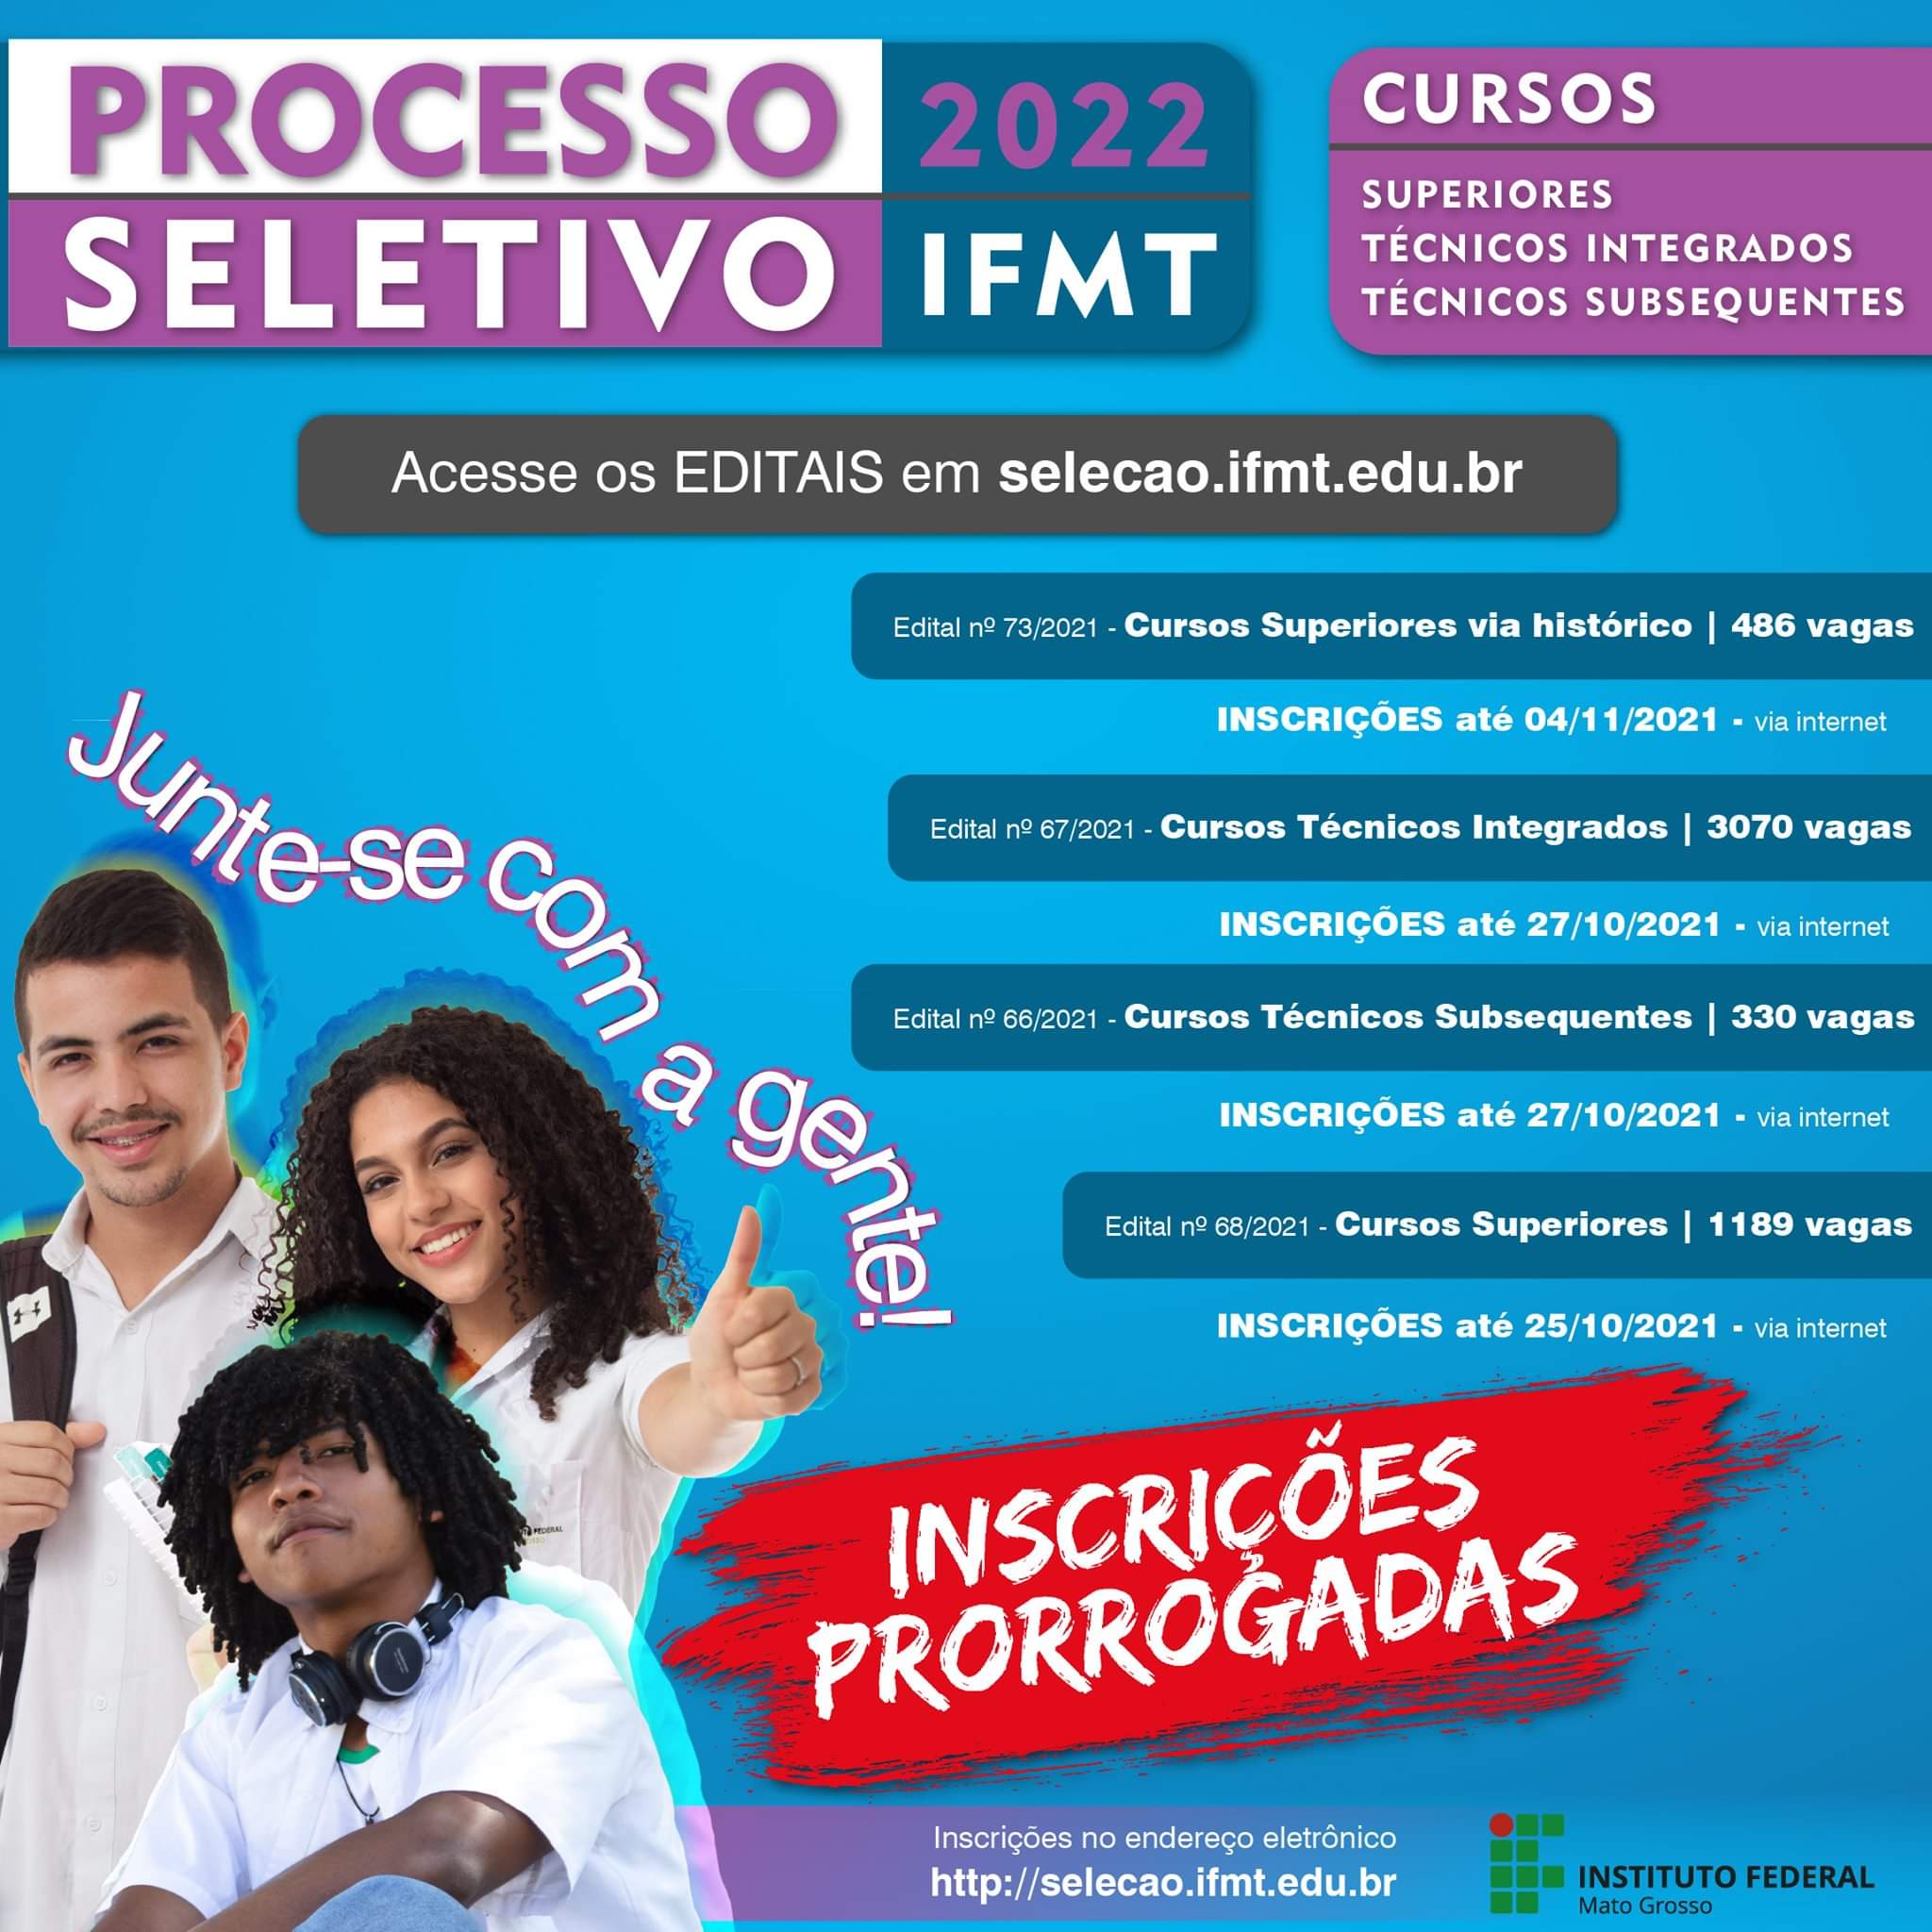 PROCESSO
SELETIVO
2022
IFMT
CURSOS
SUPERIORES
TÉCNICOS INTEGRADOS
TÉCNICOS SUBSEQUENTES
Acesse os EDITAIS em selecao.ifmt.edu.br
Edital nº 73/2021 - Cursos Superiores via histórico | 486 vagas
INSCRIÇÕES até 04/11/2021 - via internet
Edital nº 67/2021 - Cursos Técnicos Integrados | 3070 vagas
INSCRIÇÕES até 27/10/2021 - via internet
Edital nº 66/2021 - Cursos Técnicos Subsequentes | 330 vagas
INSCRIÇÕES até 27/10/2021 - via internet
Edital nº 68/2021 - Cursos Superiores | 1189 vagas
INSCRIÇÕES até 25/10/2021 - via internet
Junte-se com a gente!
INSCRIÇÕES
PRORROGADAS
Inscrições no endereço eletrônico
http://selecao.ifmt.edu.br
INSTITUTO FEDERAL
Mato Grosso